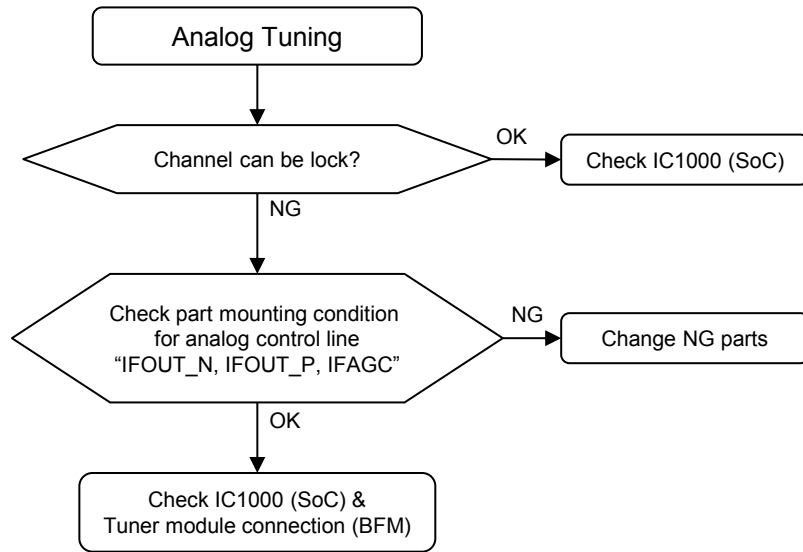 Analog Tuning
Channel can be lock?
OK
Check IC1000 (SoC)
NG
Check part mounting condition
for analog control line
“IFOUT_N, IFOUT_P, IFAGC”
NG
Change NG parts
OK
Check IC1000 (SoC) &
Tuner module connection (BFM)